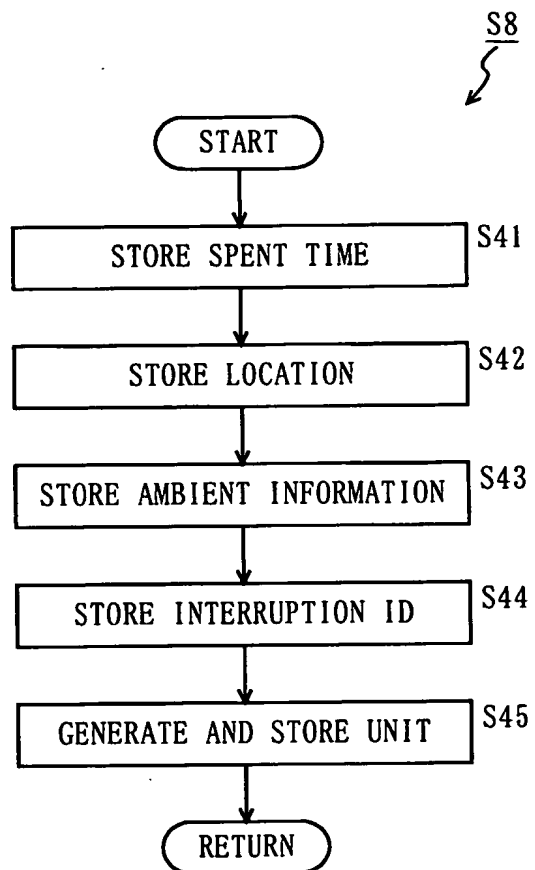 S8
START
STORE SPENT TIME
S41
STORE LOCATION
S42
STORE AMBIENT INFORMATION
S43
STORE INTERRUPTION ID
S44
GENERATE AND STORE UNIT
S45
RETURN